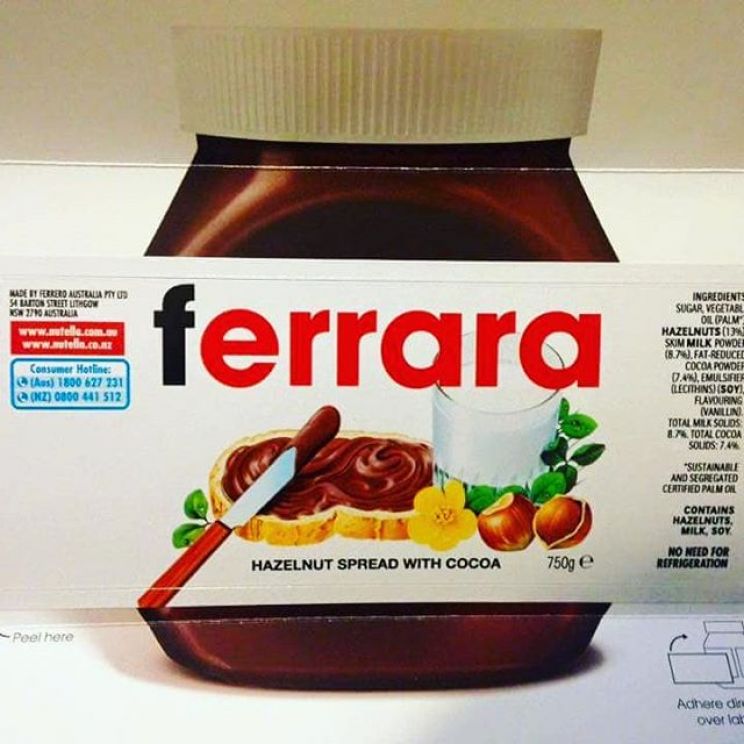 MADE BY FERRERO AUSTRALIA PTY LTD
54 BARTON STREET LITHGOW
NSW 2790 AUSTRALIA
www.nutella.com.au
www.nutella.co.nz
Consumer Hotline:
(Aus) 1800 627 231
(NZ) 0800 441 512
ferrara
HAZELNUT SPREAD WITH COCOA
750g ℮
INGREDIENTS
SUGAR, VEGETABL
OIL (PALM*
HAZELNUTS (13%
SKIM MILK POWDE
(8.7%), FAT-REDUCED
COCOA POWDER
(7.4%), EMULSIFIER
(LECITHINS) (SOY),
FLAVOURING
(VANILLIN).
TOTAL MILK SOLIDS:
8.7%. TOTAL COCOA
SOLIDS: 7.4%.
*SUSTAINABLE
AND SEGREGATED
CERTIFIED PALM OIL
CONTAINS
HAZELNUTS,
MILK, SOY.
NO NEED FOR
REFRIGERATION
Peel here
Adhere dir
over lab